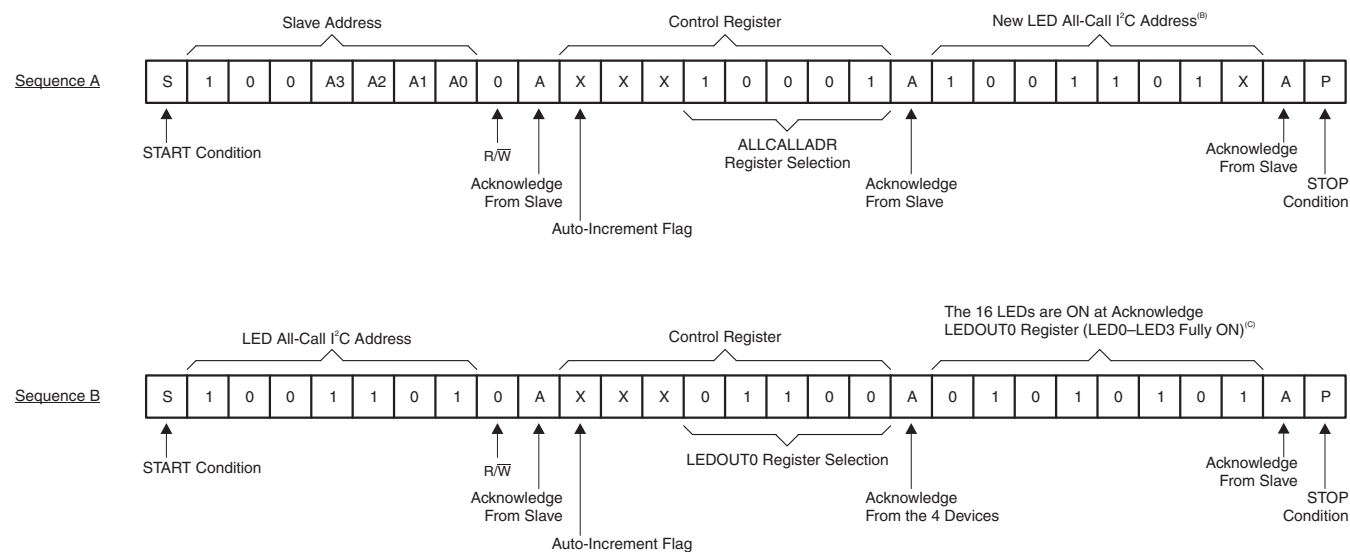 Slave Address
Control Register
New LED All-Call I²C Address(B)
Sequence A
S 1 0 0 A3 A2 A1 A0 0 A X X X 1 0 0 0 1 A 1 0 0 1 1 0 1 X A P
START Condition
R/W̅
Acknowledge
From Slave
Auto-Increment Flag
ALLCALLADR
Register Selection
Acknowledge
From Slave
Acknowledge
From Slave
STOP
Condition
LED All-Call I²C Address
Control Register
The 16 LEDs are ON at Acknowledge
LEDOUT0 Register (LED0–LED3 Fully ON)(C)
Sequence B
S 1 0 0 1 1 0 1 0 A X X X 0 1 1 0 0 A 0 1 0 1 0 1 0 1 A P
START Condition
R/W̅
Acknowledge
From Slave
Auto-Increment Flag
LEDOUT0 Register Selection
Acknowledge
From the 4 Devices
Acknowledge
From Slave
STOP
Condition